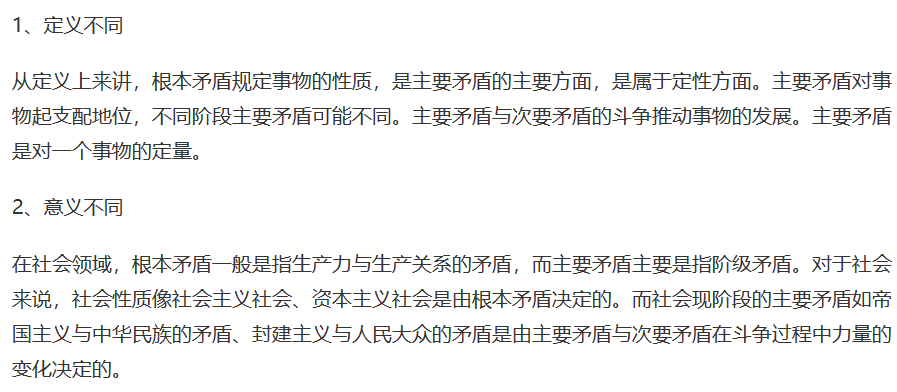 1、定义不同
从定义上来讲，根本矛盾规定事物的性质，是主要矛盾的主要方面，是属于定性方面。主要矛盾对事
物起支配地位，不同阶段主要矛盾可能不同。主要矛盾与次要矛盾的斗争推动事物的发展。主要矛盾
是对一个事物的定量。
2、意义不同
在社会领域，根本矛盾一般是指生产力与生产关系的矛盾，而主要矛盾主要是指阶级矛盾。对于社会
来说，社会性质像社会主义社会、资本主义社会是由根本矛盾决定的。而社会现阶段的主要矛盾如帝
国主义与中华民族的矛盾、封建主义与人民大众的矛盾是由主要矛盾与次要矛盾在斗争过程中力量的
变化决定的。